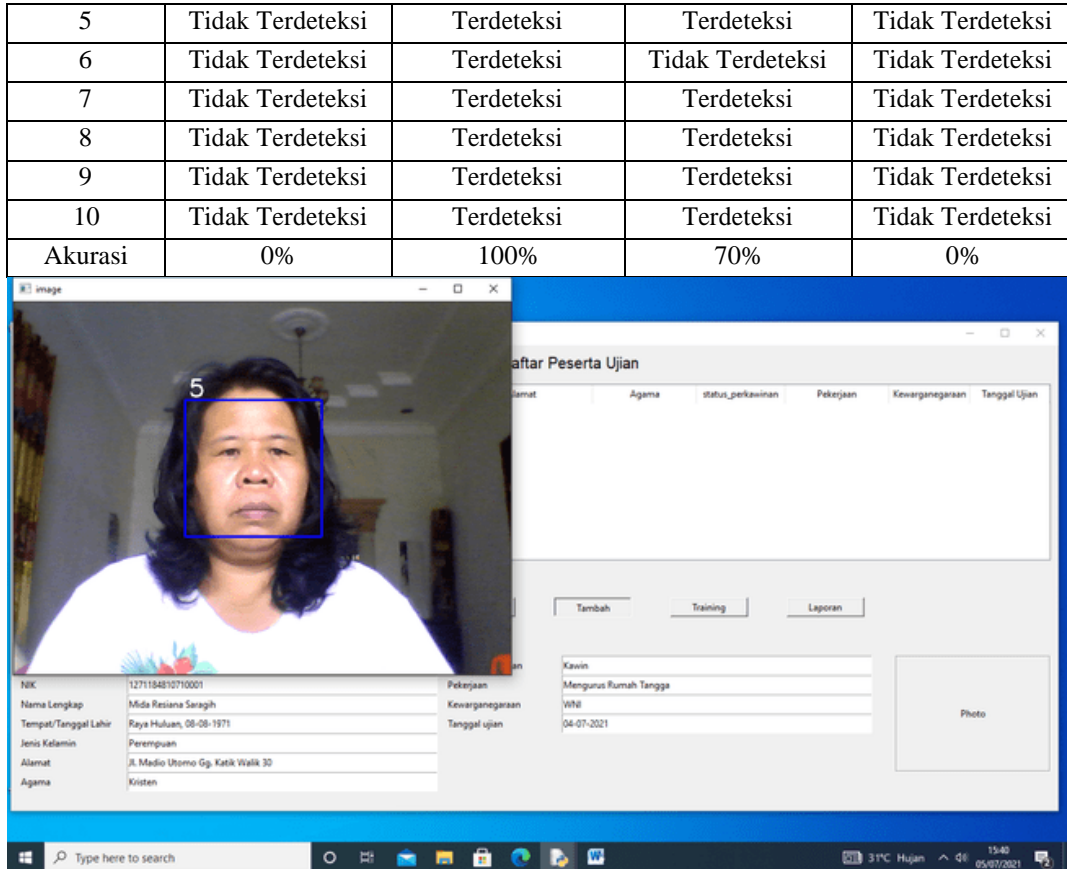 5 Tidak Terdeteksi Terdeteksi Terdeteksi Tidak Terdeteksi
6 Tidak Terdeteksi Terdeteksi Tidak Terdeteksi Tidak Terdeteksi
7 Tidak Terdeteksi Terdeteksi Terdeteksi Tidak Terdeteksi
8 Tidak Terdeteksi Terdeteksi Terdeteksi Tidak Terdeteksi
9 Tidak Terdeteksi Terdeteksi Terdeteksi Tidak Terdeteksi
10 Tidak Terdeteksi Terdeteksi Terdeteksi Tidak Terdeteksi
Akurasi 0% 100% 70% 0%
image
aftar Peserta Ujian
lamat Agama status_perkawinan Pekerjaan Kewarganegaraan Tanggal Ujian
5
Tambah Training Laporan
an Kawin
NIK 1271184810710001 Pekerjaan Mengurus Rumah Tangga
Nama Lengkap Mida Resiana Saragih Kewarganegaraan WNI
Tempat/Tanggal Lahir Raya Huluan, 08-08-1971 Tanggal ujian 04-07-2021
Photo
Jenis Kelamin Perempuan
Alamat Jl. Madio Utomo Gg. Katik Walik 30
Agama Kristen
Type here to search 31°C Hujan 15:40
05/07/2021